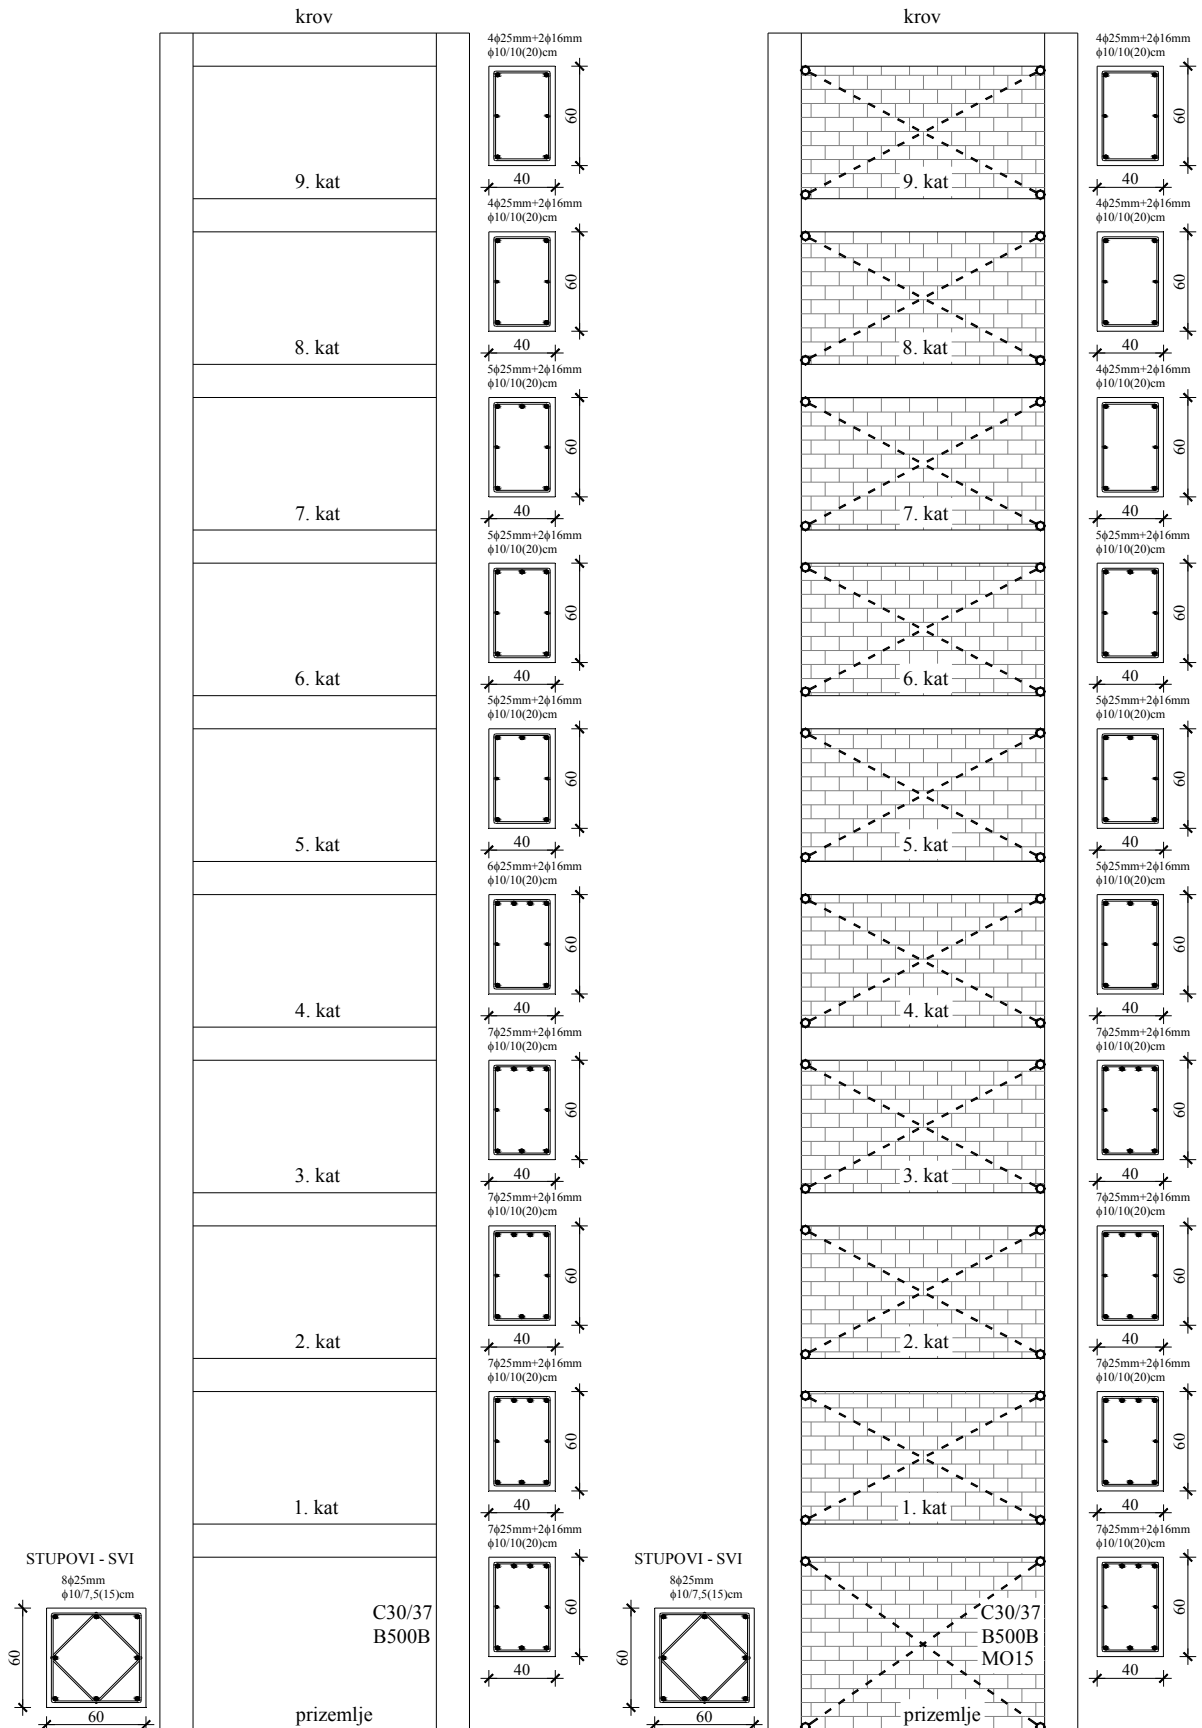 krov
4ϕ25mm+2ϕ16mm
ϕ10/10(20)cm
60
40
9. kat
4ϕ25mm+2ϕ16mm
ϕ10/10(20)cm
60
40
8. kat
5ϕ25mm+2ϕ16mm
ϕ10/10(20)cm
60
40
7. kat
5ϕ25mm+2ϕ16mm
ϕ10/10(20)cm
60
40
6. kat
5ϕ25mm+2ϕ16mm
ϕ10/10(20)cm
60
40
5. kat
6ϕ25mm+2ϕ16mm
ϕ10/10(20)cm
60
40
4. kat
7ϕ25mm+2ϕ16mm
ϕ10/10(20)cm
60
40
3. kat
7ϕ25mm+2ϕ16mm
ϕ10/10(20)cm
60
40
2. kat
7ϕ25mm+2ϕ16mm
ϕ10/10(20)cm
60
40
1. kat
7ϕ25mm+2ϕ16mm
ϕ10/10(20)cm
60
40
STUPOVI - SVI
8ϕ25mm
ϕ10/7,5(15)cm
60
60
C30/37
B500B
prizemlje
krov
4ϕ25mm+2ϕ16mm
ϕ10/10(20)cm
60
40
9. kat
4ϕ25mm+2ϕ16mm
ϕ10/10(20)cm
60
40
8. kat
4ϕ25mm+2ϕ16mm
ϕ10/10(20)cm
60
40
7. kat
5ϕ25mm+2ϕ16mm
ϕ10/10(20)cm
60
40
6. kat
5ϕ25mm+2ϕ16mm
ϕ10/10(20)cm
60
40
5. kat
5ϕ25mm+2ϕ16mm
ϕ10/10(20)cm
60
40
4. kat
7ϕ25mm+2ϕ16mm
ϕ10/10(20)cm
60
40
3. kat
7ϕ25mm+2ϕ16mm
ϕ10/10(20)cm
60
40
2. kat
7ϕ25mm+2ϕ16mm
ϕ10/10(20)cm
60
40
1. kat
7ϕ25mm+2ϕ16mm
ϕ10/10(20)cm
60
40
STUPOVI - SVI
8ϕ25mm
ϕ10/7,5(15)cm
60
60
C30/37
B500B
MO15
prizemlje